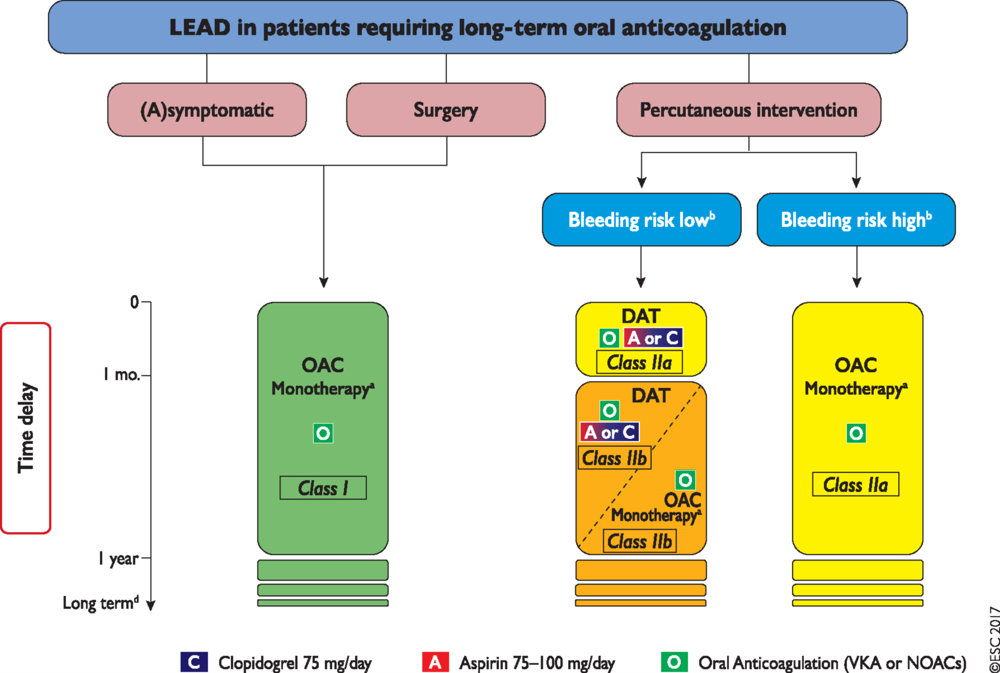 LEAD in patients requiring long-term oral anticoagulation
(A)symptomatic
Surgery
Percutaneous intervention
Bleeding risk lowᵇ
Bleeding risk highᵇ
Time delay
0
1 mo.
1 year
Long termᵈ
OAC
Monotherapyᵃ
O
Class I
DAT
O A or C
Class IIa
DAT
O
A or C
Class IIb
O
OAC
Monotherapyᵃ
Class IIb
OAC
Monotherapyᵃ
O
Class IIa
C Clopidogrel 75 mg/day
A Aspirin 75–100 mg/day
O Oral Anticoagulation (VKA or NOACs)
©ESC 2017